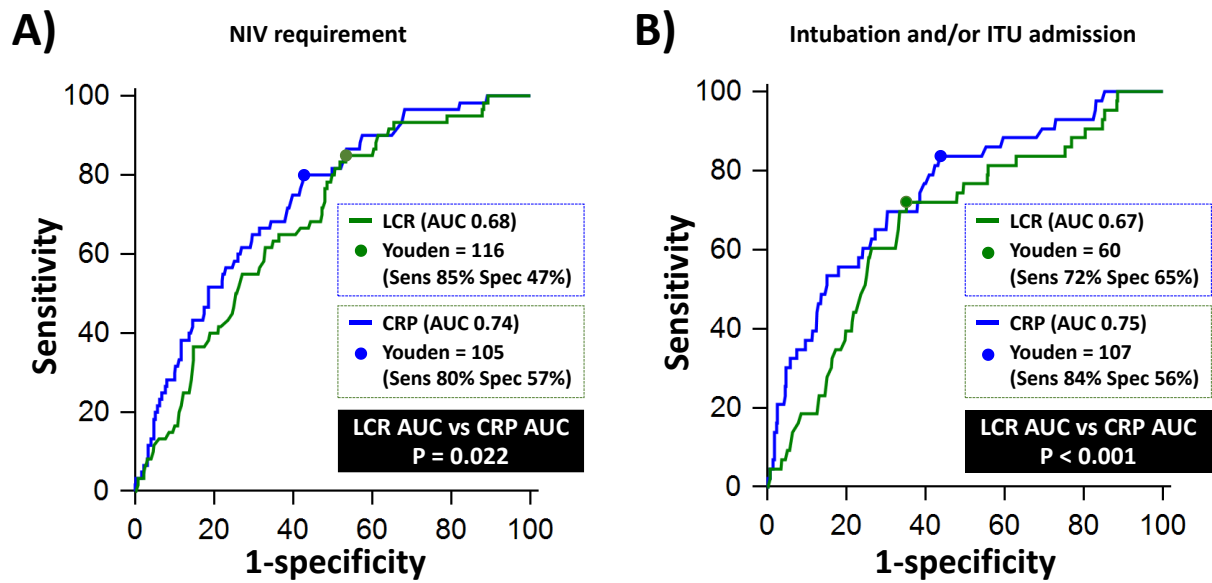 A)
NIV requirement
100
80
60
40
20
0
Sensitivity
LCR (AUC 0.68)
Youden = 116
(Sens 85% Spec 47%)
CRP (AUC 0.74)
Youden = 105
(Sens 80% Spec 57%)
LCR AUC vs CRP AUC
P = 0.022
0 20 40 60 80 100
1-specificity
B)
Intubation and/or ITU admission
100
80
60
40
20
0
Sensitivity
LCR (AUC 0.67)
Youden = 60
(Sens 72% Spec 65%)
CRP (AUC 0.75)
Youden = 107
(Sens 84% Spec 56%)
LCR AUC vs CRP AUC
P < 0.001
0 20 40 60 80 100
1-specificity